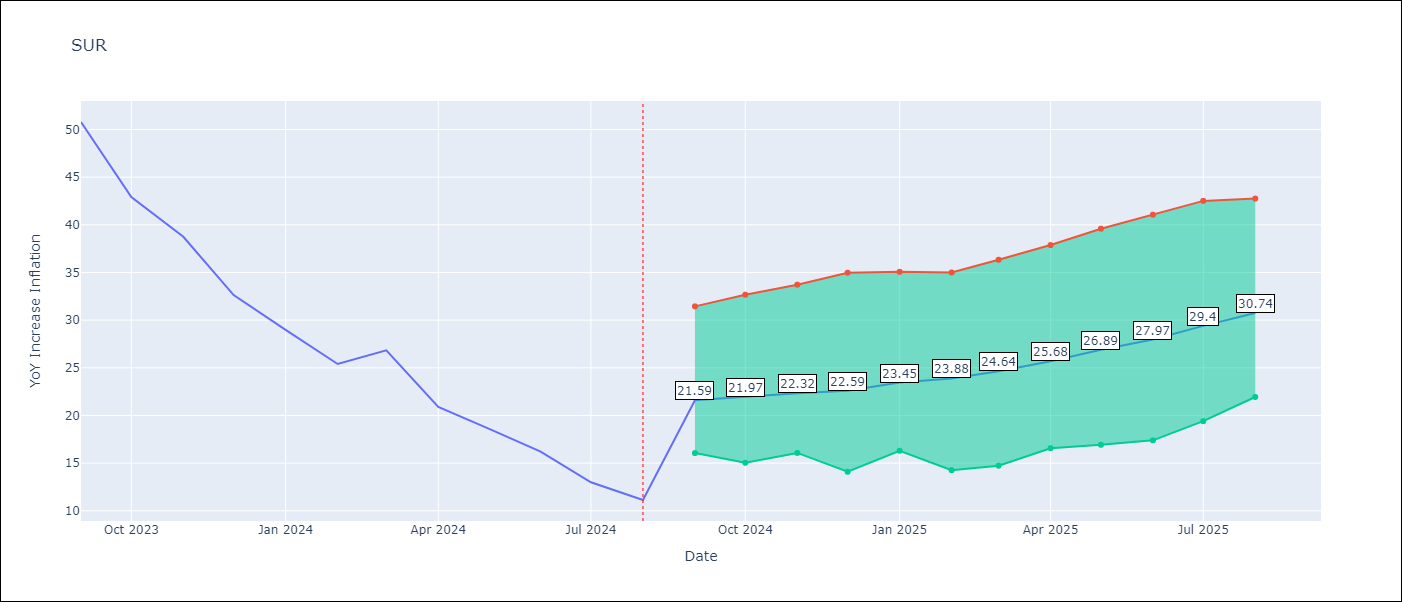 SUR
YoY Increase Inflation
50
45
40
35
30
25
20
15
10
21.59
21.97
22.32
22.59
23.45
23.88
24.64
25.68
26.89
27.97
29.4
30.74
Oct 2023
Jan 2024
Apr 2024
Jul 2024
Oct 2024
Jan 2025
Apr 2025
Jul 2025
Date